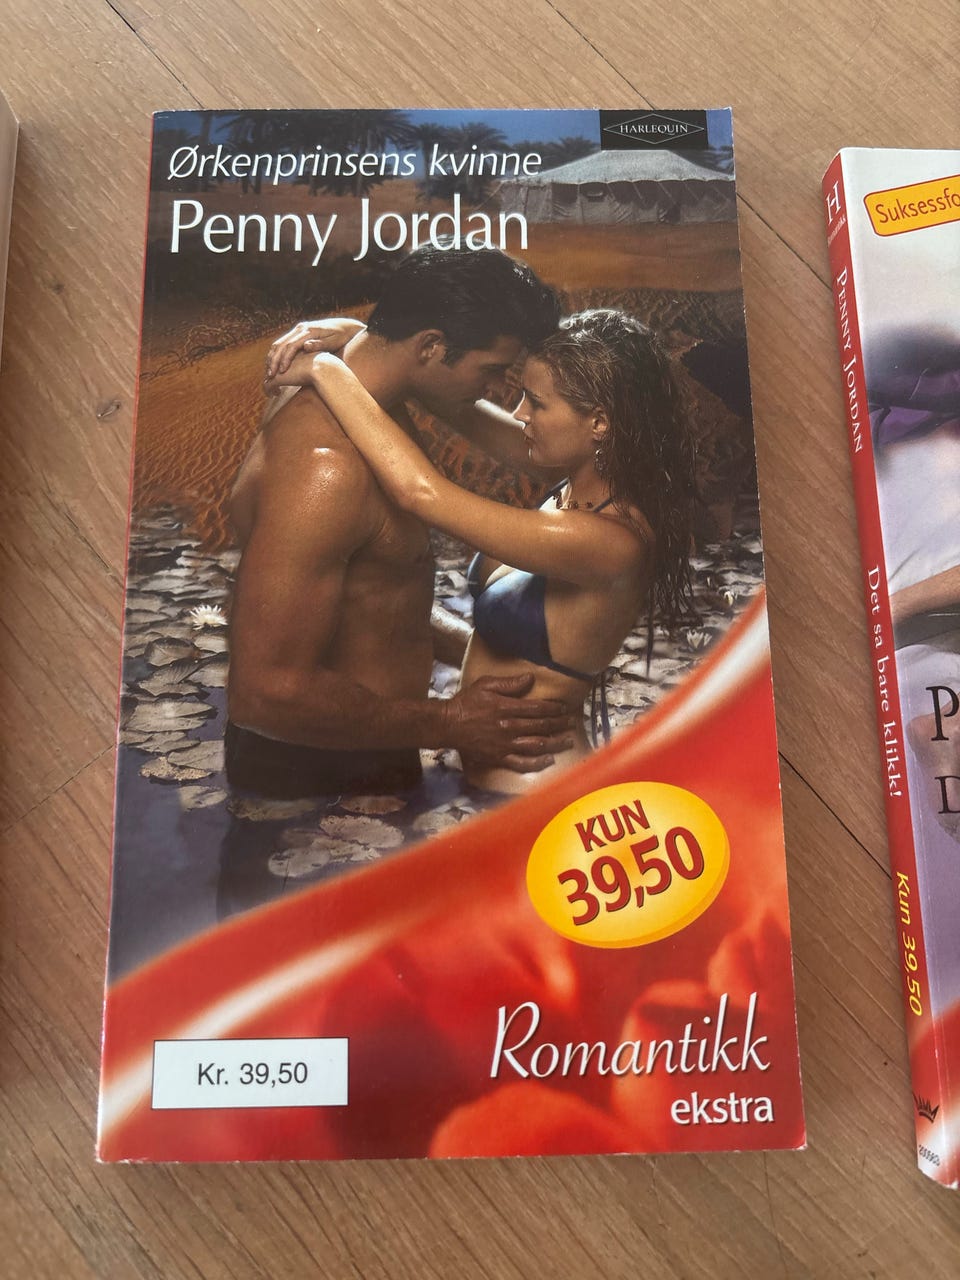 HARLEQUIN
Ørkenprinsens kvinne
Penny Jordan
KUN
39,50
Kr. 39,50
Romantikk
ekstra
H
Romantikk
PENNY JORDAN
Det sa bare klikk!
Kun 39,50
Suksessfo
P
D